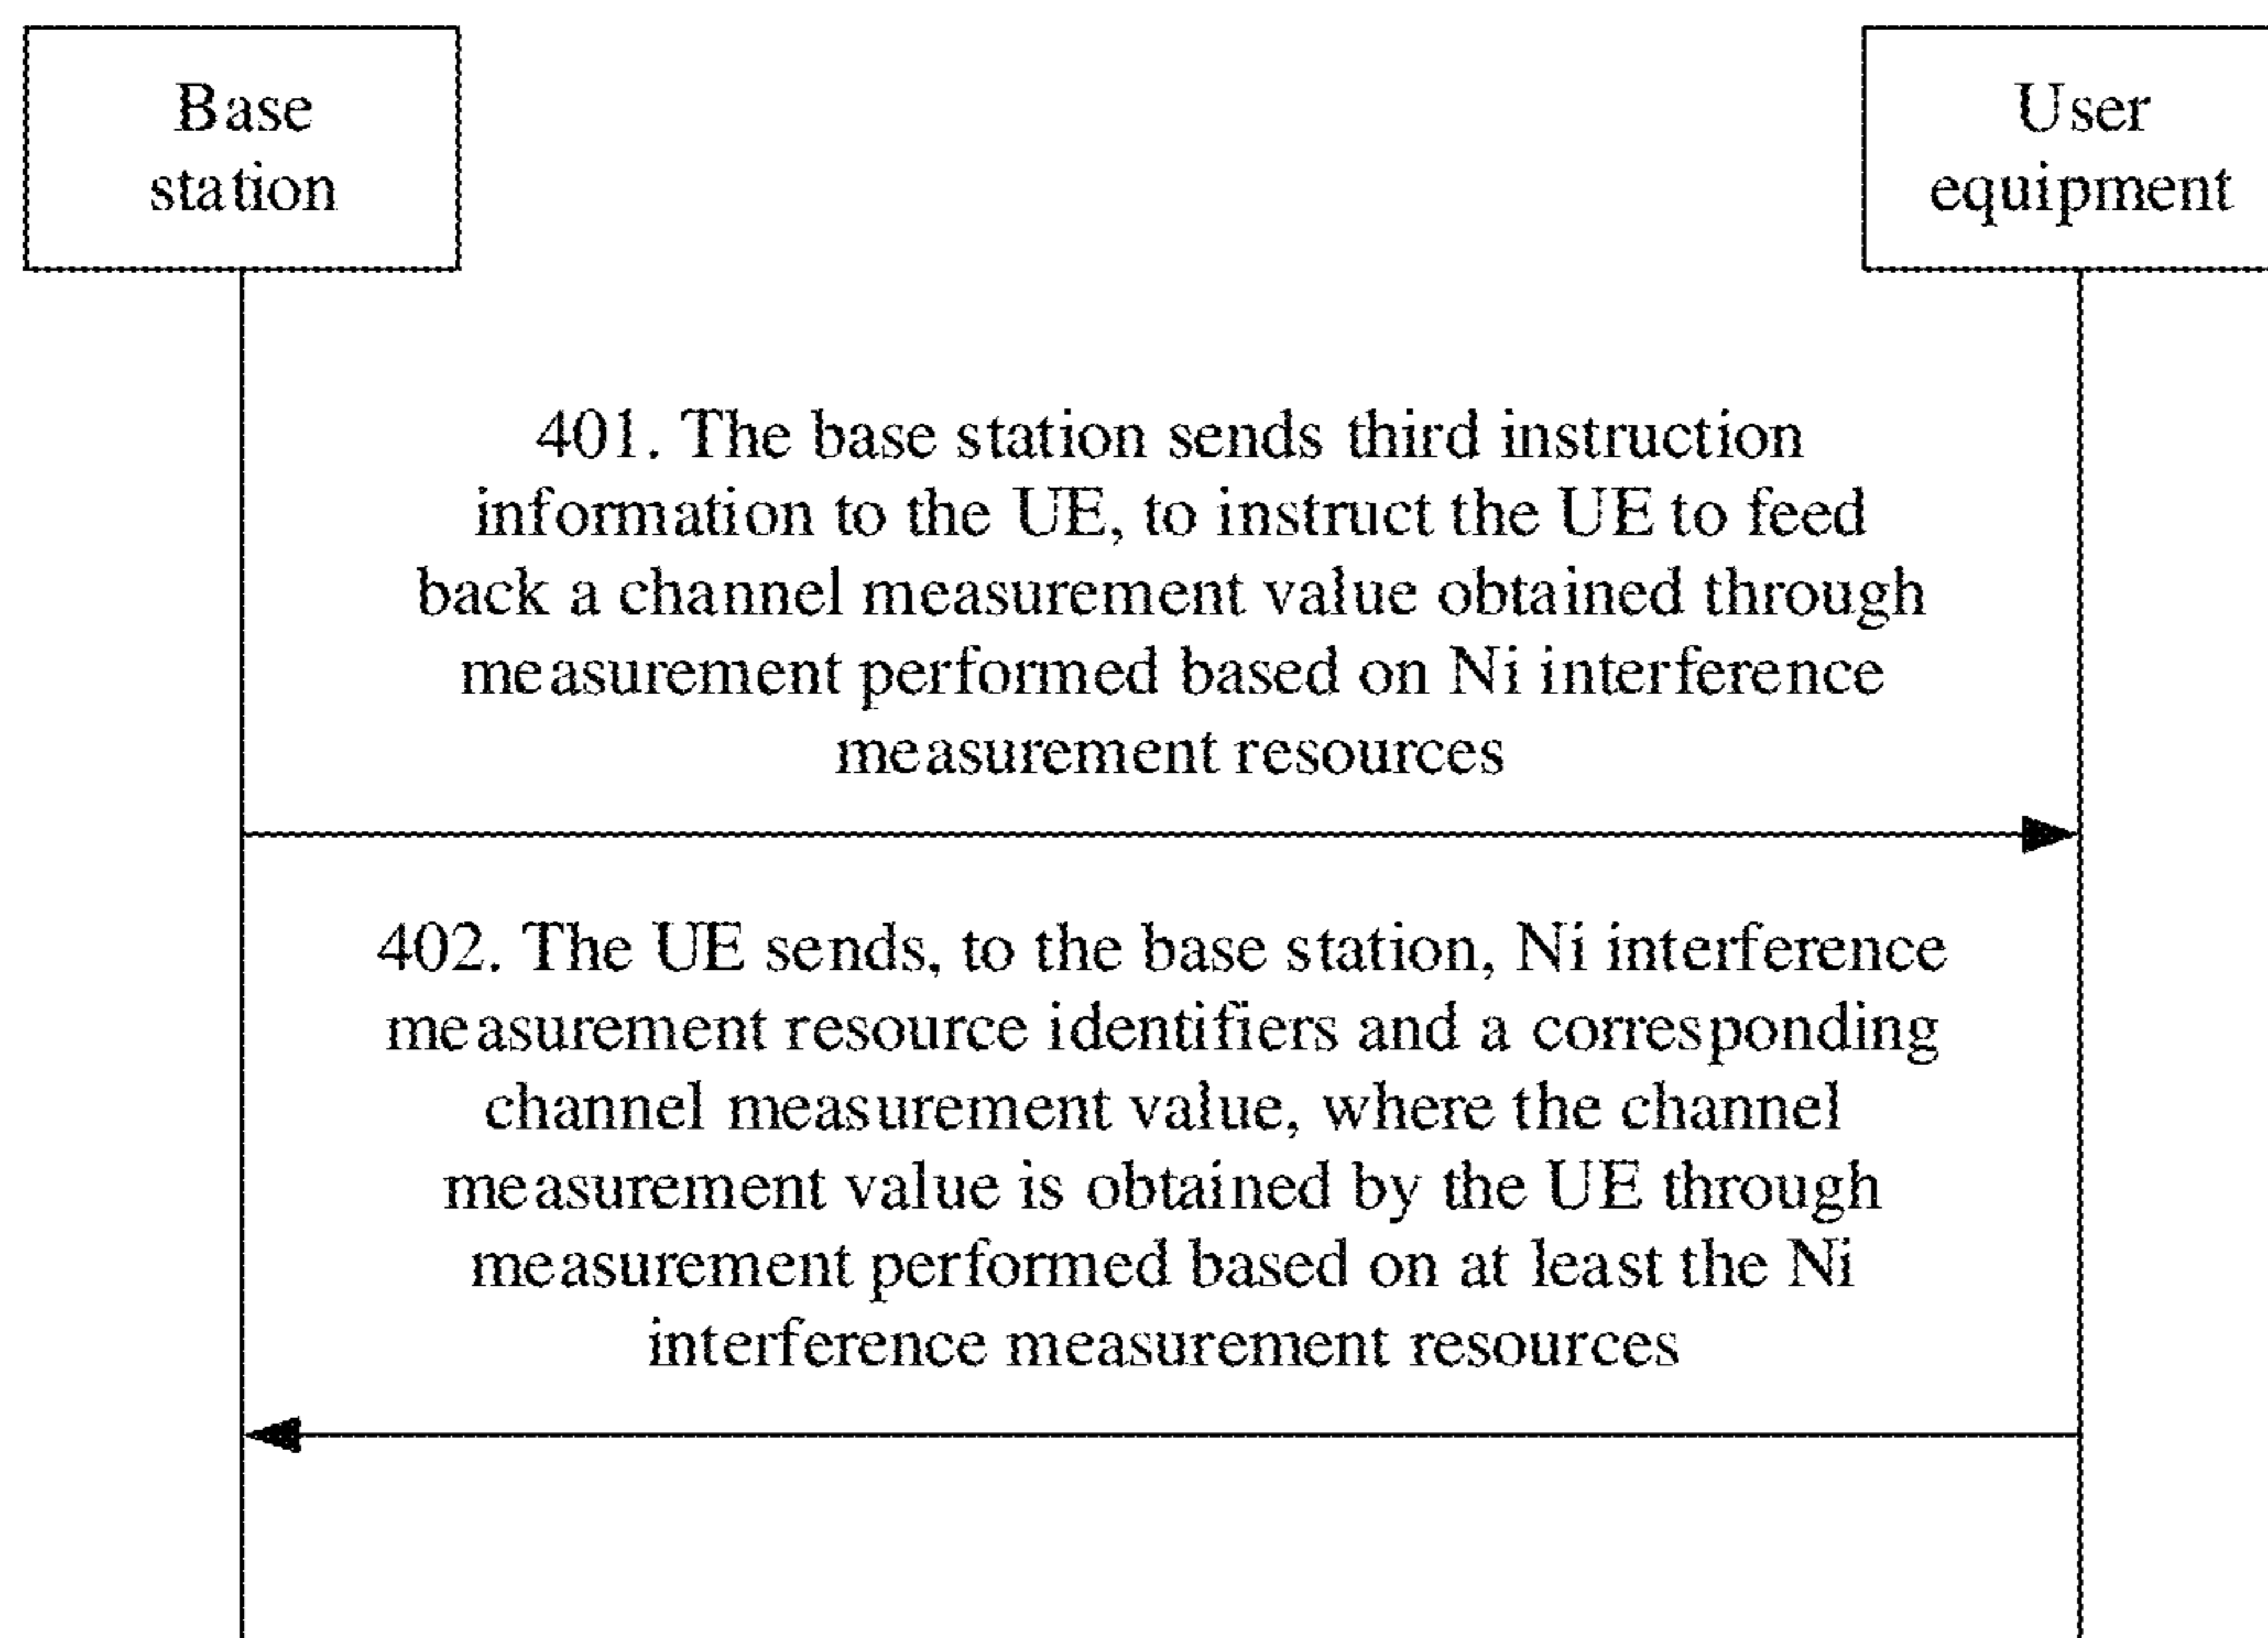 Base
station
User
equipment
401. The base station sends third instruction
information to the UE, to instruct the UE to feed
back a channel measurement value obtained through
measurement performed based on Ni interference
measurement resources
402. The UE sends, to the base station, Ni interference
measurement resource identifiers and a corresponding
channel measurement value, where the channel
measurement value is obtained by the UE through
measurement performed based on at least the Ni
interference measurement resources